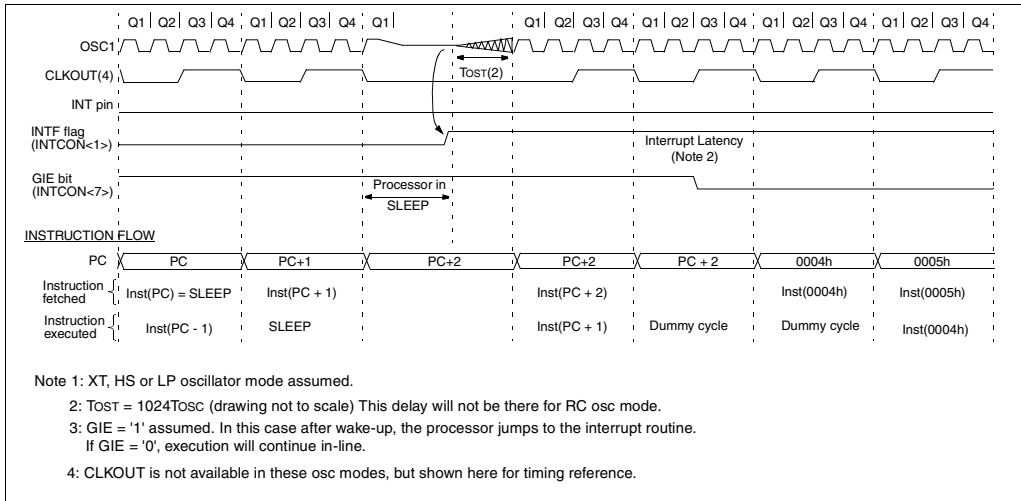 Q1 Q2 Q3 Q4 Q1 Q2 Q3 Q4 Q1 Q1 Q2 Q3 Q4 Q1 Q2 Q3 Q4 Q1 Q2 Q3 Q4 Q1 Q2 Q3 Q4
OSC1
TOST(2)
CLKOUT(4)
INT pin
INTF flag
(INTCON<1>)
Interrupt Latency
(Note 2)
GIE bit
(INTCON<7>)
Processor in
SLEEP
INSTRUCTION FLOW
PC PC PC+1 PC+2 PC+2 PC + 2 0004h 0005h
Instruction
fetched
Inst(PC) = SLEEP Inst(PC + 1) Inst(PC + 2) Inst(0004h) Inst(0005h)
Instruction
executed
Inst(PC - 1) SLEEP Inst(PC + 1) Dummy cycle Dummy cycle Inst(0004h)
Note 1: XT, HS or LP oscillator mode assumed.
2: TOST = 1024TOSC (drawing not to scale) This delay will not be there for RC osc mode.
3: GIE = '1' assumed. In this case after wake-up, the processor jumps to the interrupt routine.
If GIE = '0', execution will continue in-line.
4: CLKOUT is not available in these osc modes, but shown here for timing reference.